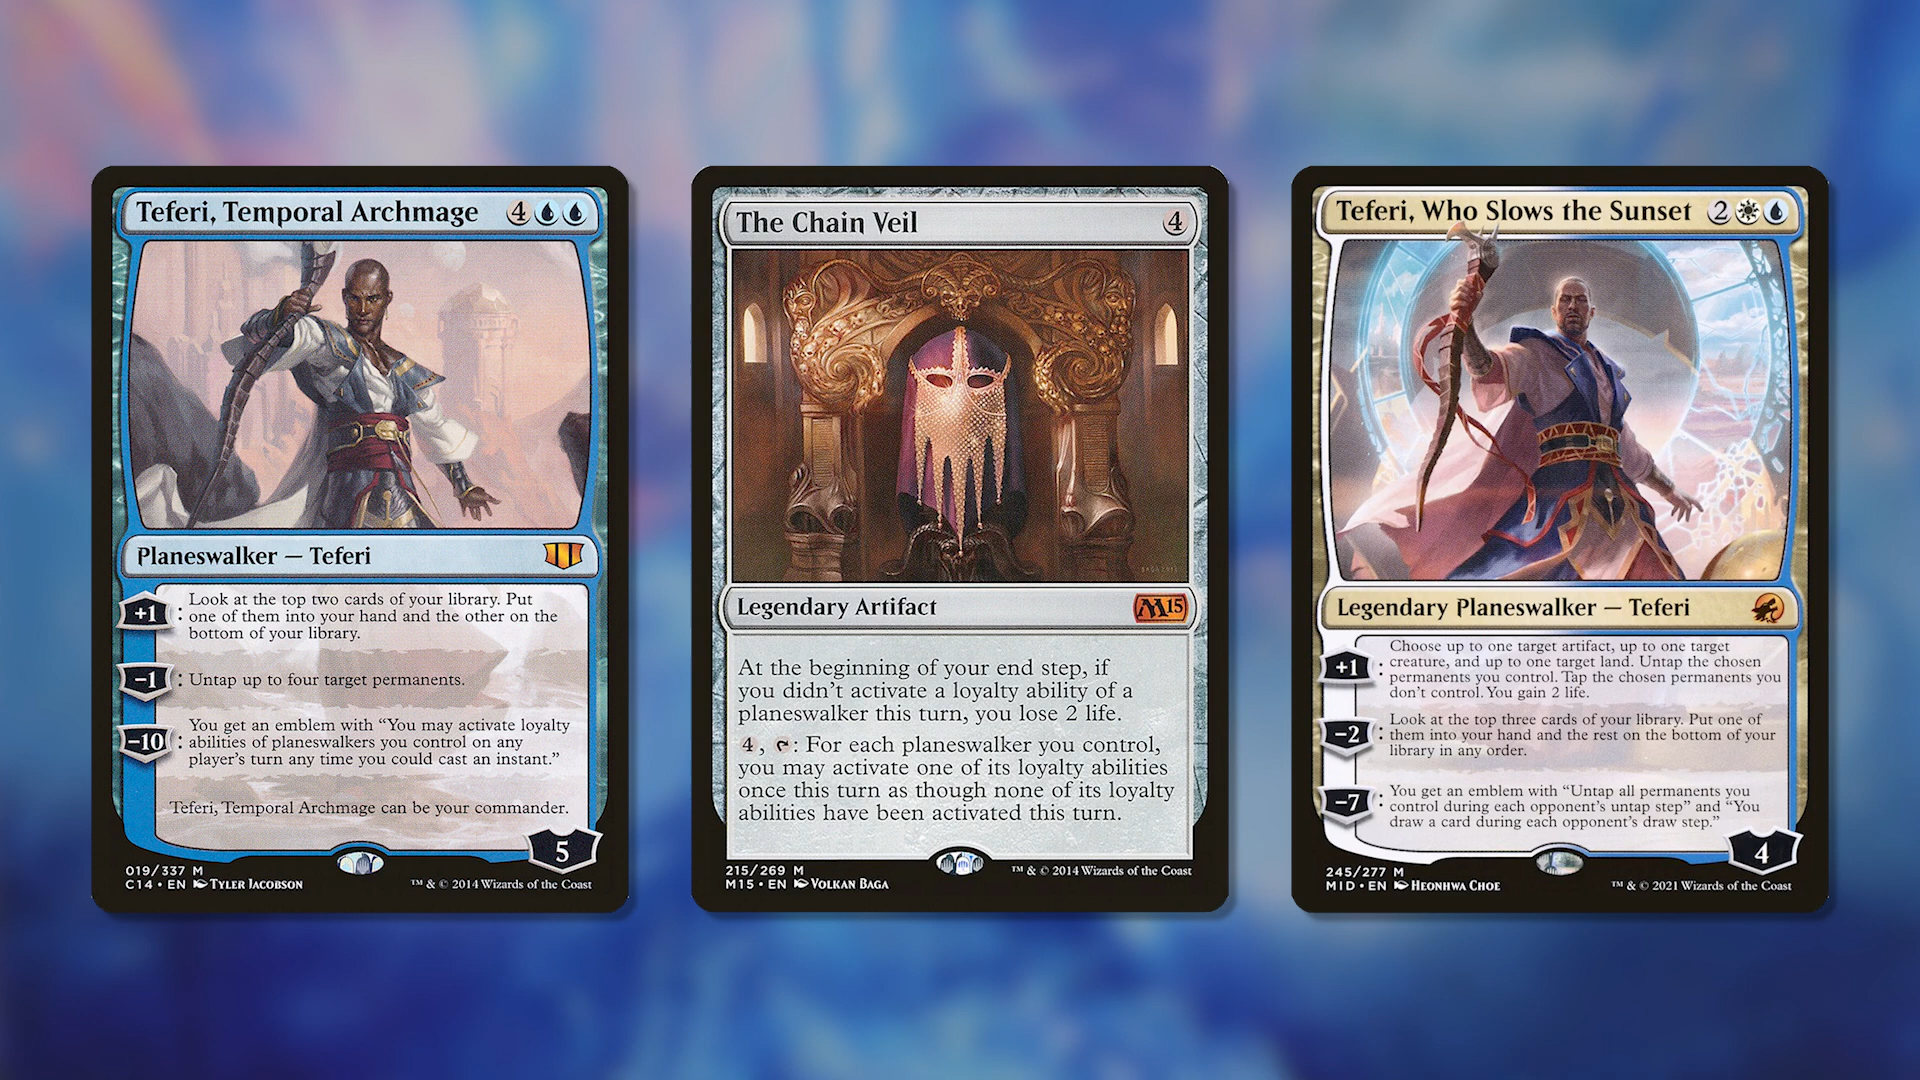 Teferi, Temporal Archmage 4
Planeswalker — Teferi
+1 : Look at the top two cards of your library. Put
one of them into your hand and the other on the
bottom of your library.
−1 : Untap up to four target permanents.
−10 : You get an emblem with “You may activate loyalty
abilities of planeswalkers you control on any
player’s turn any time you could cast an instant.”
Teferi, Temporal Archmage can be your commander.
5
019/337 M
C14 • EN Tyler Jacobson
™ & © 2014 Wizards of the Coast
The Chain Veil 4
Legendary Artifact M15
At the beginning of your end step, if
you didn’t activate a loyalty ability of a
planeswalker this turn, you lose 2 life.
4, : For each planeswalker you control,
you may activate one of its loyalty abilities
once this turn as though none of its loyalty
abilities have been activated this turn.
215/269 M
M15 • EN Volkan Baga
™ & © 2014 Wizards of the Coast
Teferi, Who Slows the Sunset 2
Legendary Planeswalker — Teferi
+1 : Choose up to one target artifact, up to one target
creature, and up to one target land. Untap the chosen
permanents you control. Tap the chosen permanents you
don’t control. You gain 2 life.
−2 : Look at the top three cards of your library. Put one of
them into your hand and the rest on the bottom of your
library in any order.
−7 : You get an emblem with “Untap all permanents you
control during each opponent’s untap step” and “You
draw a card during each opponent’s draw step.”
4
245/277 M
MID • EN Heonhwa Choe
™ & © 2021 Wizards of the Coast